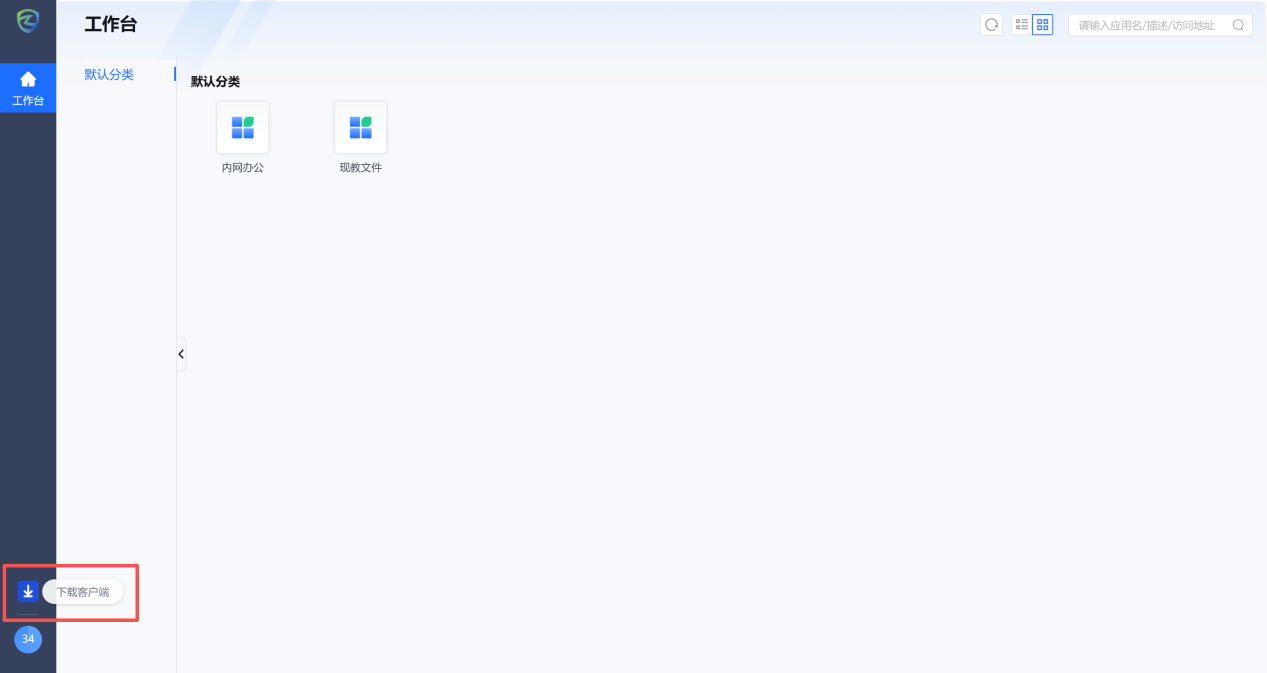 工作台
请输入应用名/描述/访问地址
工作台
默认分类
默认分类
内网办公
现教文件
下载客户端
34